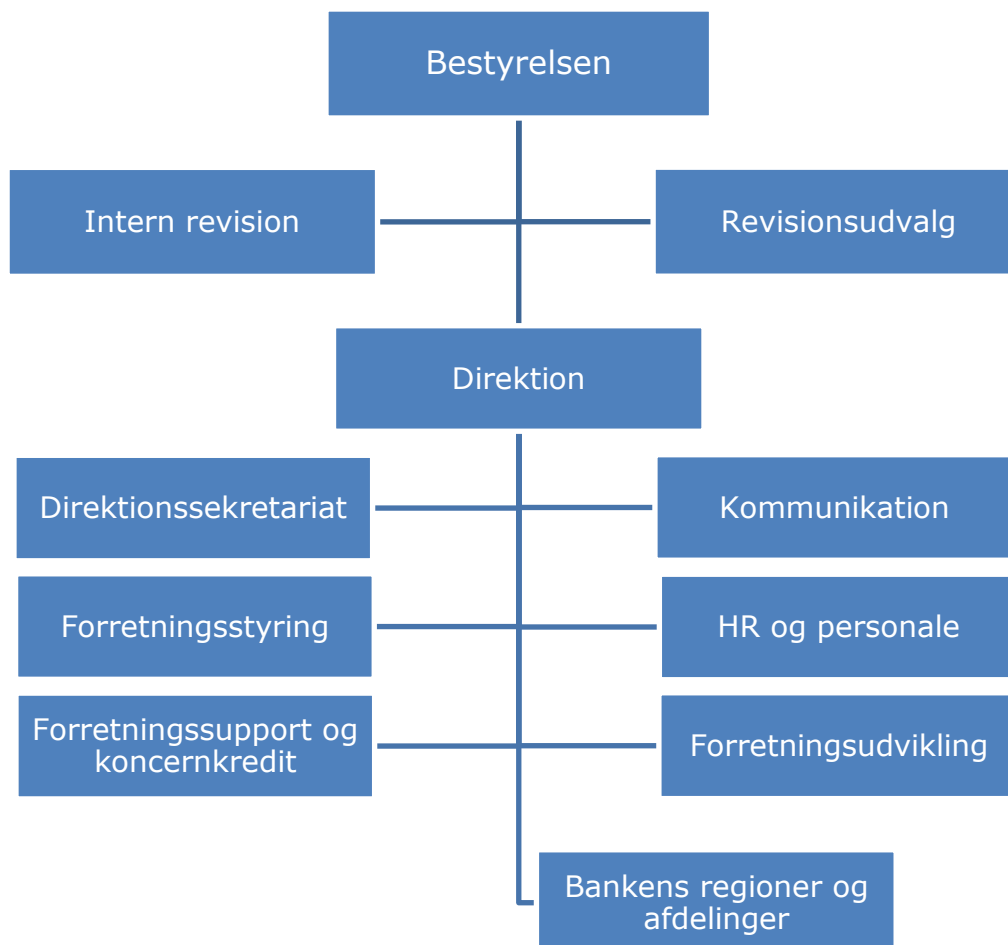 Bestyrelsen
Intern revision
Revisionsudvalg
Direktion
Direktionssekretariat
Kommunikation
Forretningsstyring
HR og personale
Forretningssupport og
koncernkredit
Forretningsudvikling
Bankens regioner og
afdelinger